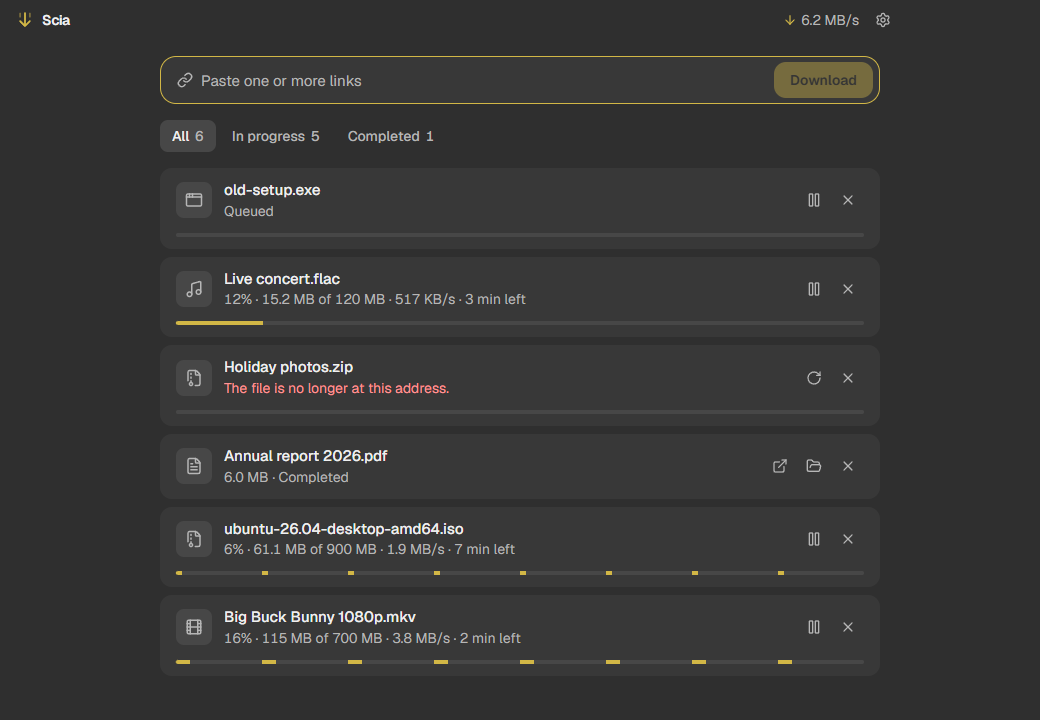 Scia
6.2 MB/s
Paste one or more links
Download
All 6
In progress 5
Completed 1
old-setup.exe
Queued
Live concert.flac
12% · 15.2 MB of 120 MB · 517 KB/s · 3 min left
Holiday photos.zip
The file is no longer at this address.
Annual report 2026.pdf
6.0 MB · Completed
ubuntu-26.04-desktop-amd64.iso
6% · 61.1 MB of 900 MB · 1.9 MB/s · 7 min left
Big Buck Bunny 1080p.mkv
16% · 115 MB of 700 MB · 3.8 MB/s · 2 min left